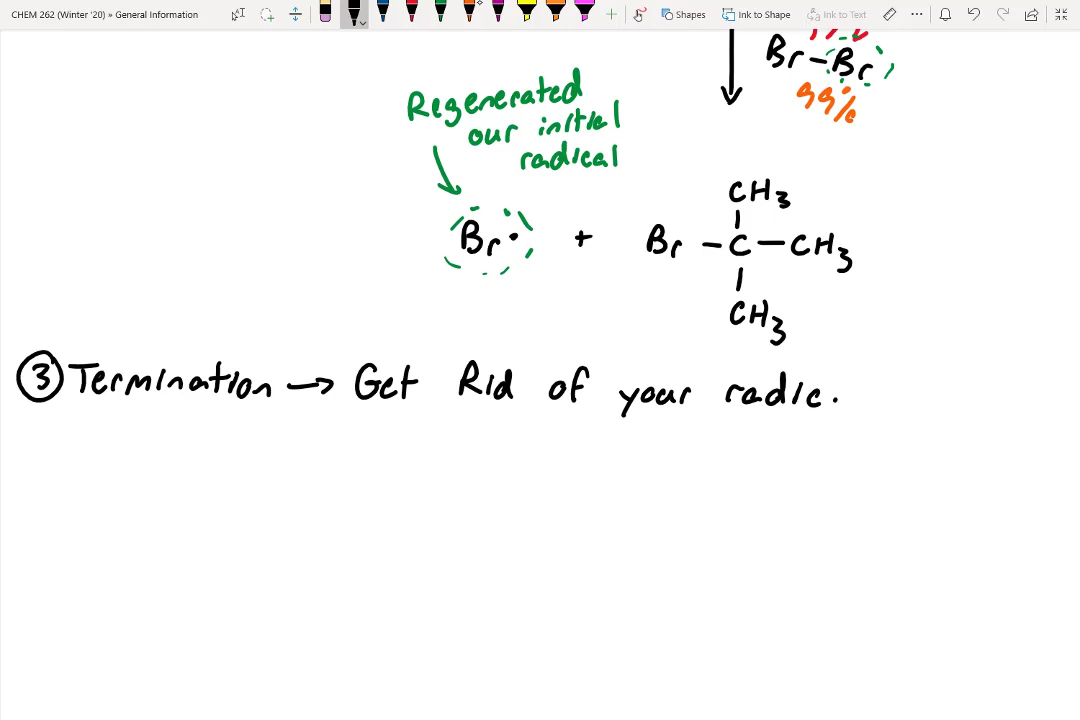 CHEM 262 (Winter '20) » General Information
Shapes
Ink to Shape
Ink to Text
Br-Br
99%
Regenerated
our initial
radical
CH3
Br• + Br-C-CH3
CH3
③ Termination → Get Rid of your radic.